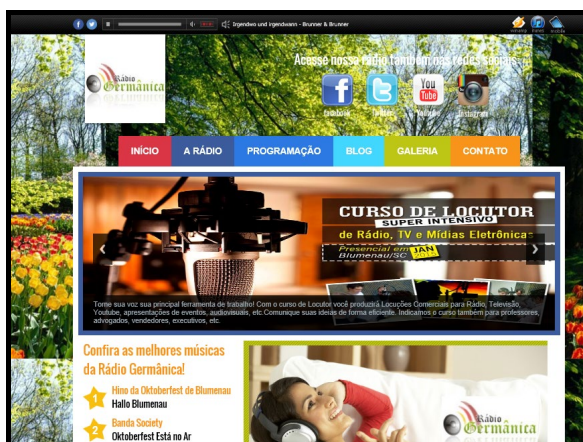 Irgendwo und irgendwann - Brunner & Brunner
Acesse nossa rádio também nas redes sociais
Rádio
Germânica
facebook
Twitter
You
Tube
Youtube
Instagram
INÍCIO
A RÁDIO
PROGRAMAÇÃO
BLOG
GALERIA
CONTATO
CURSO DE LOCUTOR
SUPER INTENSIVO
de Rádio, TV e Mídias Eletrônicas
Presencial em
Blumenau/SC
JAN
Tome sua voz sua principal ferramenta de trabalho! Com o curso de Locutor você produzirá Locuções Comerciais para Rádio, Televisão,
Youtube, apresentações de eventos, audiovisuais, etc.Comunique suas ideias de forma eficiente. Indicamos o curso também para professores,
advogados, vendedores, executivos, etc.
Confira as melhores músicas
da Rádio Germânica!
1
Hino da Oktoberfest de Blumenau
Hallo Blumenau
2
Banda Society
Oktoberfest Está no Ar
Rádio
Germânica